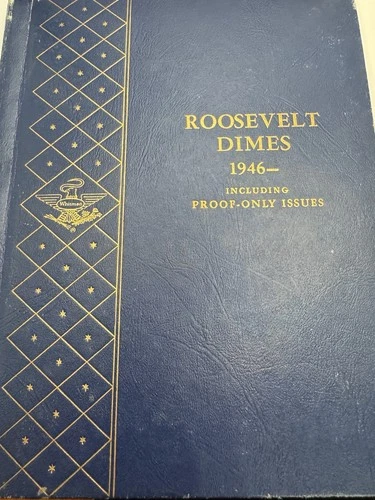 ROOSEVELT
DIMES
1946—
INCLUDING
PROOF-ONLY ISSUES
Whitman